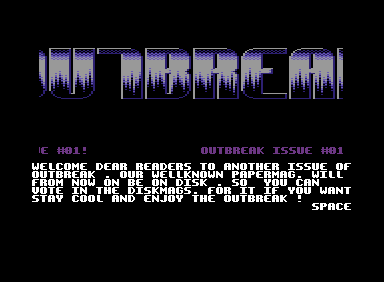 OUTBREAK
E #01! OUTBREAK ISSUE #01
WELCOME DEAR READERS TO ANOTHER ISSUE OF
OUTBREAK . OUR WELLKNOWN PAPERMAG. WILL
FROM NOW ON BE ON DISK . SO  YOU CAN
VOTE IN THE DISKMAGS. FOR IT IF YOU WANT
STAY COOL AND ENJOY THE OUTBREAK !
SPACE